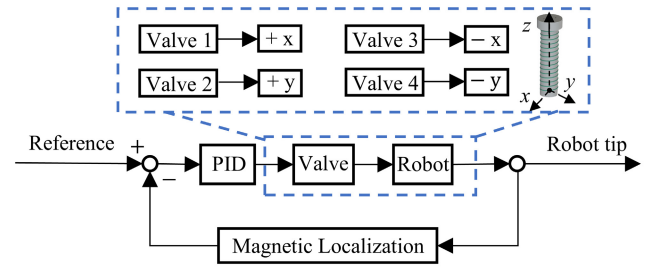 Valve 1 + x Valve 3 − x z
Valve 2 + y Valve 4 − y x y
Reference + Robot tip
− PID Valve Robot
Magnetic Localization